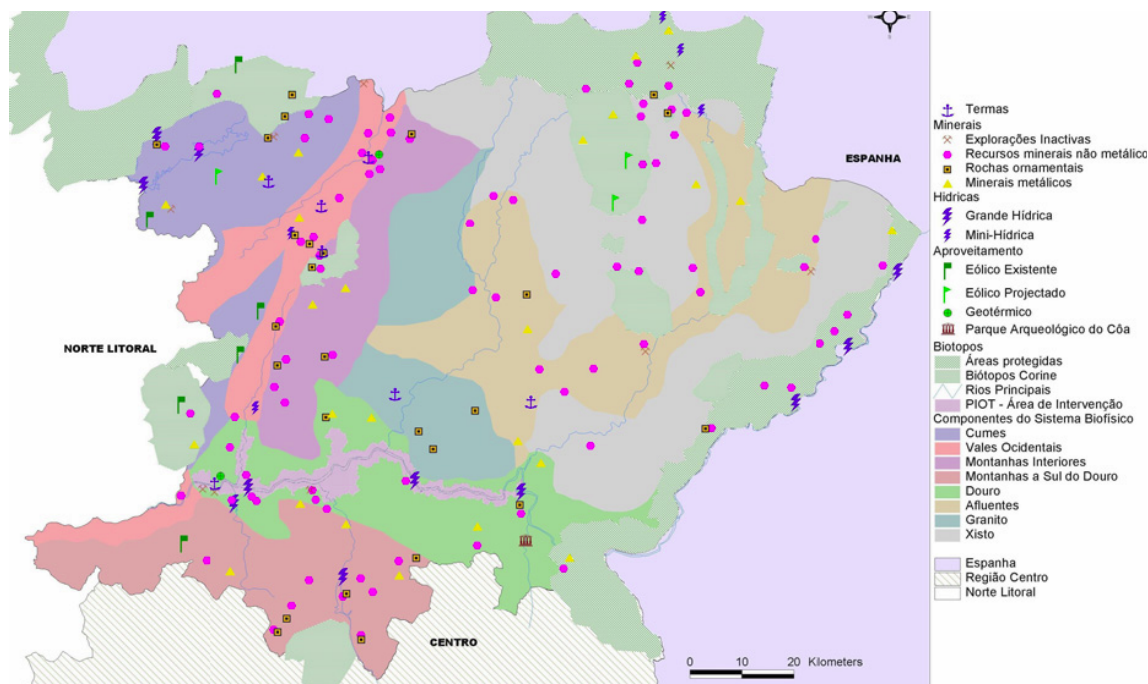 ESPANHA
NORTE LITORAL
CENTRO
0 10 20 Kilometers
Termas
Minerais
Explorações Inactivas
Recursos minerais não metálico
Rochas ornamentais
Minerais metálicos
Hídricas
Grande Hídrica
Mini-Hídrica
Aproveitamento
Eólico Existente
Eólico Projectado
Geotérmico
Parque Arqueológico do Côa
Biotopos
Áreas protegidas
Biótopos Corine
Rios Principais
PIOT - Área de Intervenção
Componentes do Sistema Biofísico
Cumes
Vales Ocidentais
Montanhas Interiores
Montanhas a Sul do Douro
Douro
Afluentes
Granito
Xisto
Espanha
Região Centro
Norte Litoral